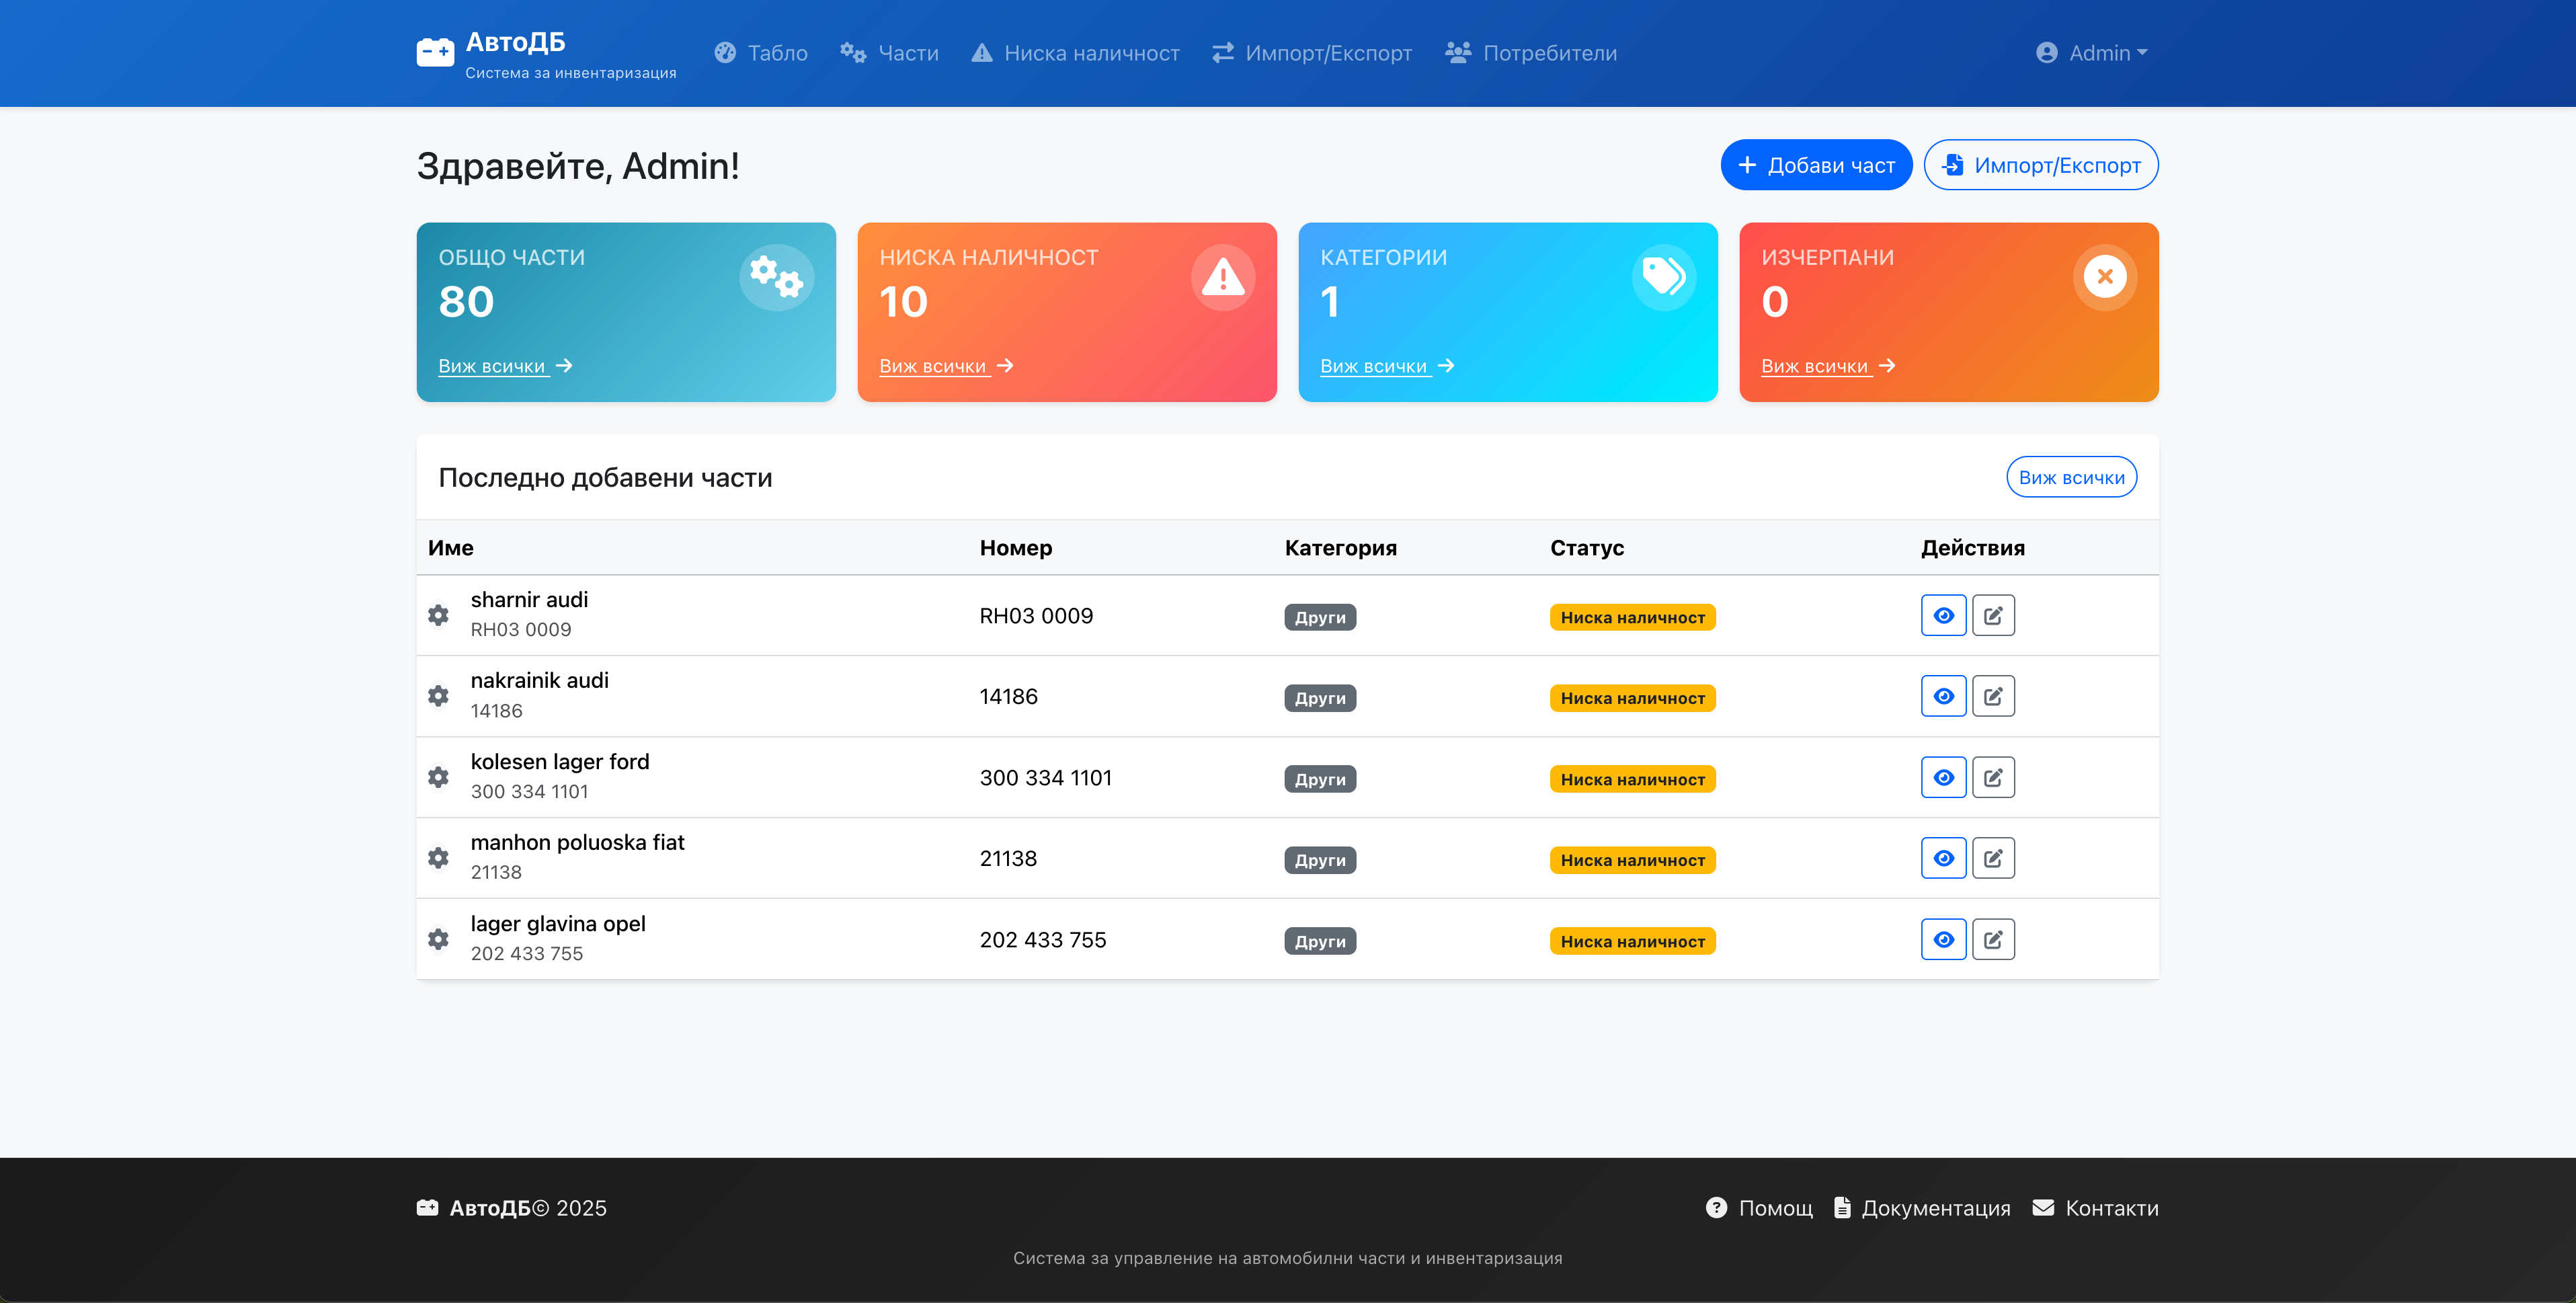 АвтоДБ
Система за инвентаризация
Табло
Части
Ниска наличност
Импорт/Експорт
Потребители
Admin
Здравейте, Admin!
Добави част
Импорт/Експорт
ОБЩО ЧАСТИ
80
Виж всички
НИСКА НАЛИЧНОСТ
10
Виж всички
КАТЕГОРИИ
1
Виж всички
ИЗЧЕРПАНИ
0
Виж всички
Последно добавени части
Виж всички
Име Номер Категория Статус Действия
sharnir audi
RH03 0009
RH03 0009 Други Ниска наличност
nakrainik audi
14186
14186 Други Ниска наличност
kolesen lager ford
300 334 1101
300 334 1101 Други Ниска наличност
manhon poluoska fiat
21138
21138 Други Ниска наличност
lager glavina opel
202 433 755
202 433 755 Други Ниска наличност
АвтоДБ© 2025
Помощ
Документация
Контакти
Система за управление на автомобилни части и инвентаризация